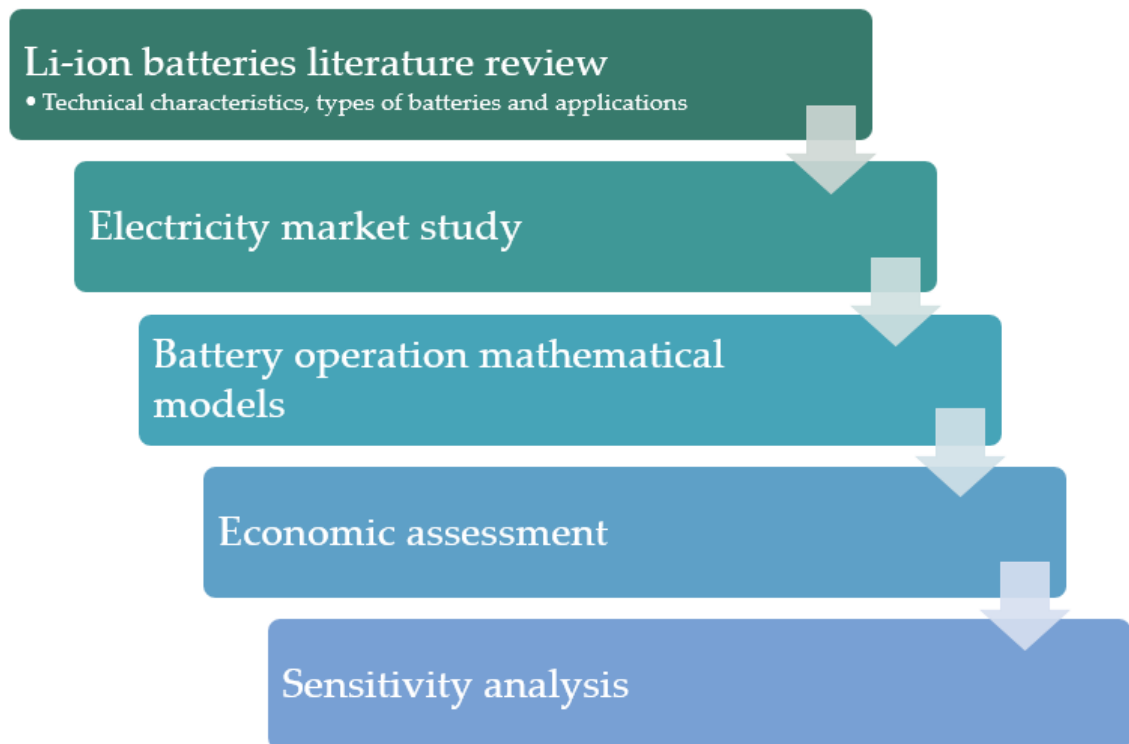 Li-ion batteries literature review
• Technical characteristics, types of batteries and applications
Electricity market study
Battery operation mathematical
models
Economic assessment
Sensitivity analysis